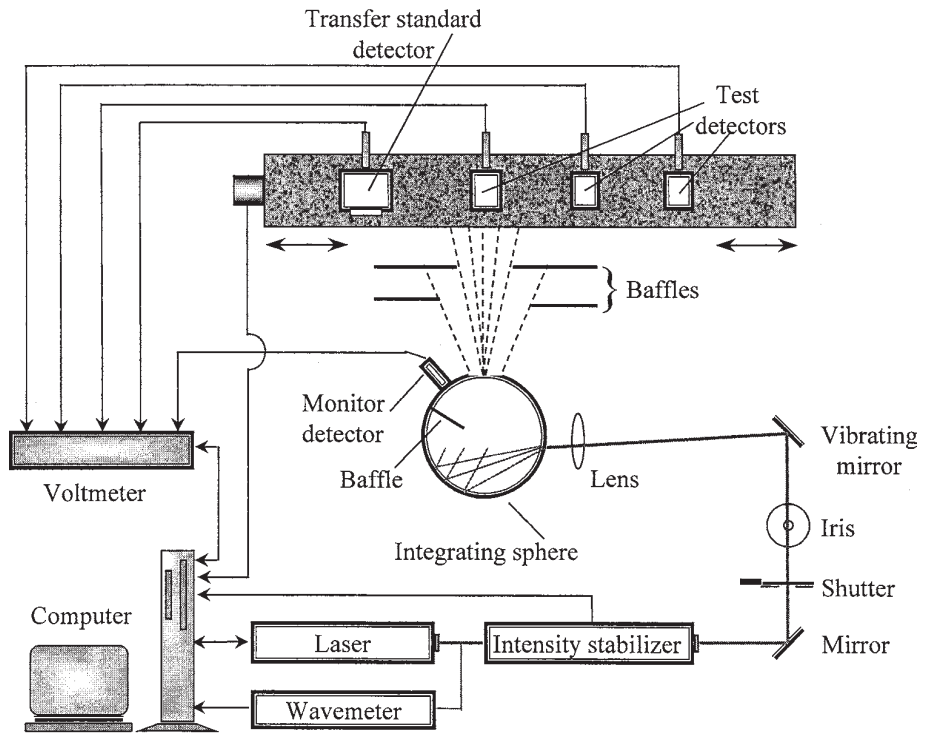 Transfer standard
detector
Test
detectors
Baffles
Monitor
detector
Baffle
Lens
Vibrating
mirror
Voltmeter
Integrating sphere
Iris
Shutter
Computer
Laser
Intensity stabilizer
Mirror
Wavemeter